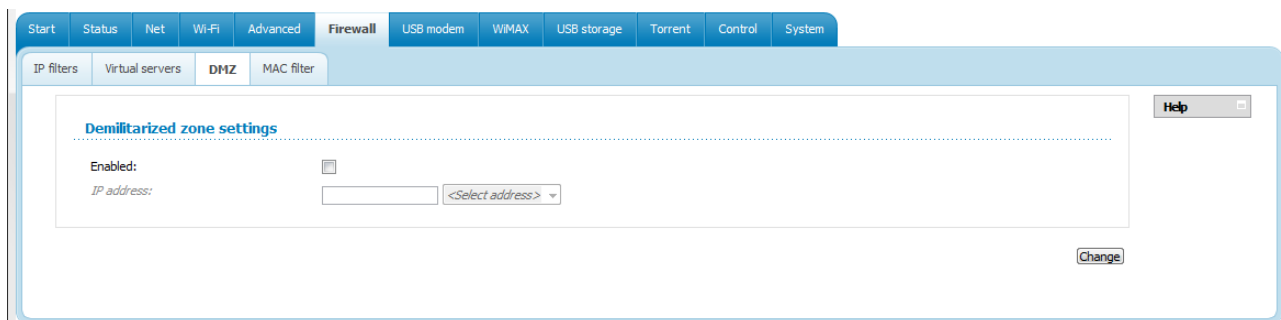 Start Status Net Wi-Fi Advanced Firewall USB modem WiMAX USB storage Torrent Control System
IP filters Virtual servers DMZ MAC filter
Help
Demilitarized zone settings
Enabled:
IP address: <Select address>
Change